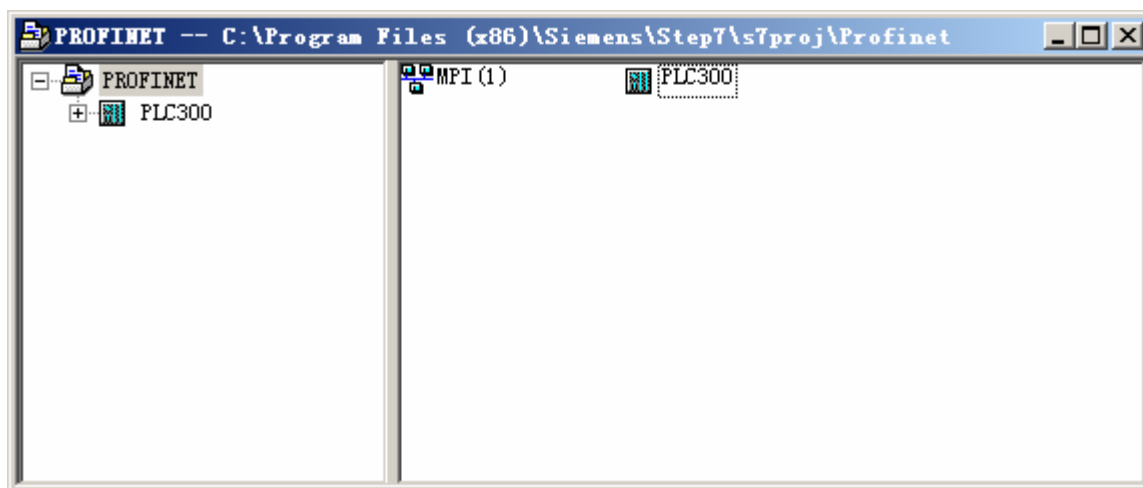 PROFINET -- C:\Program Files (x86)\Siemens\Step7\s7proj\Profinet
PROFINET
PLC300
MPI(1)
PLC300